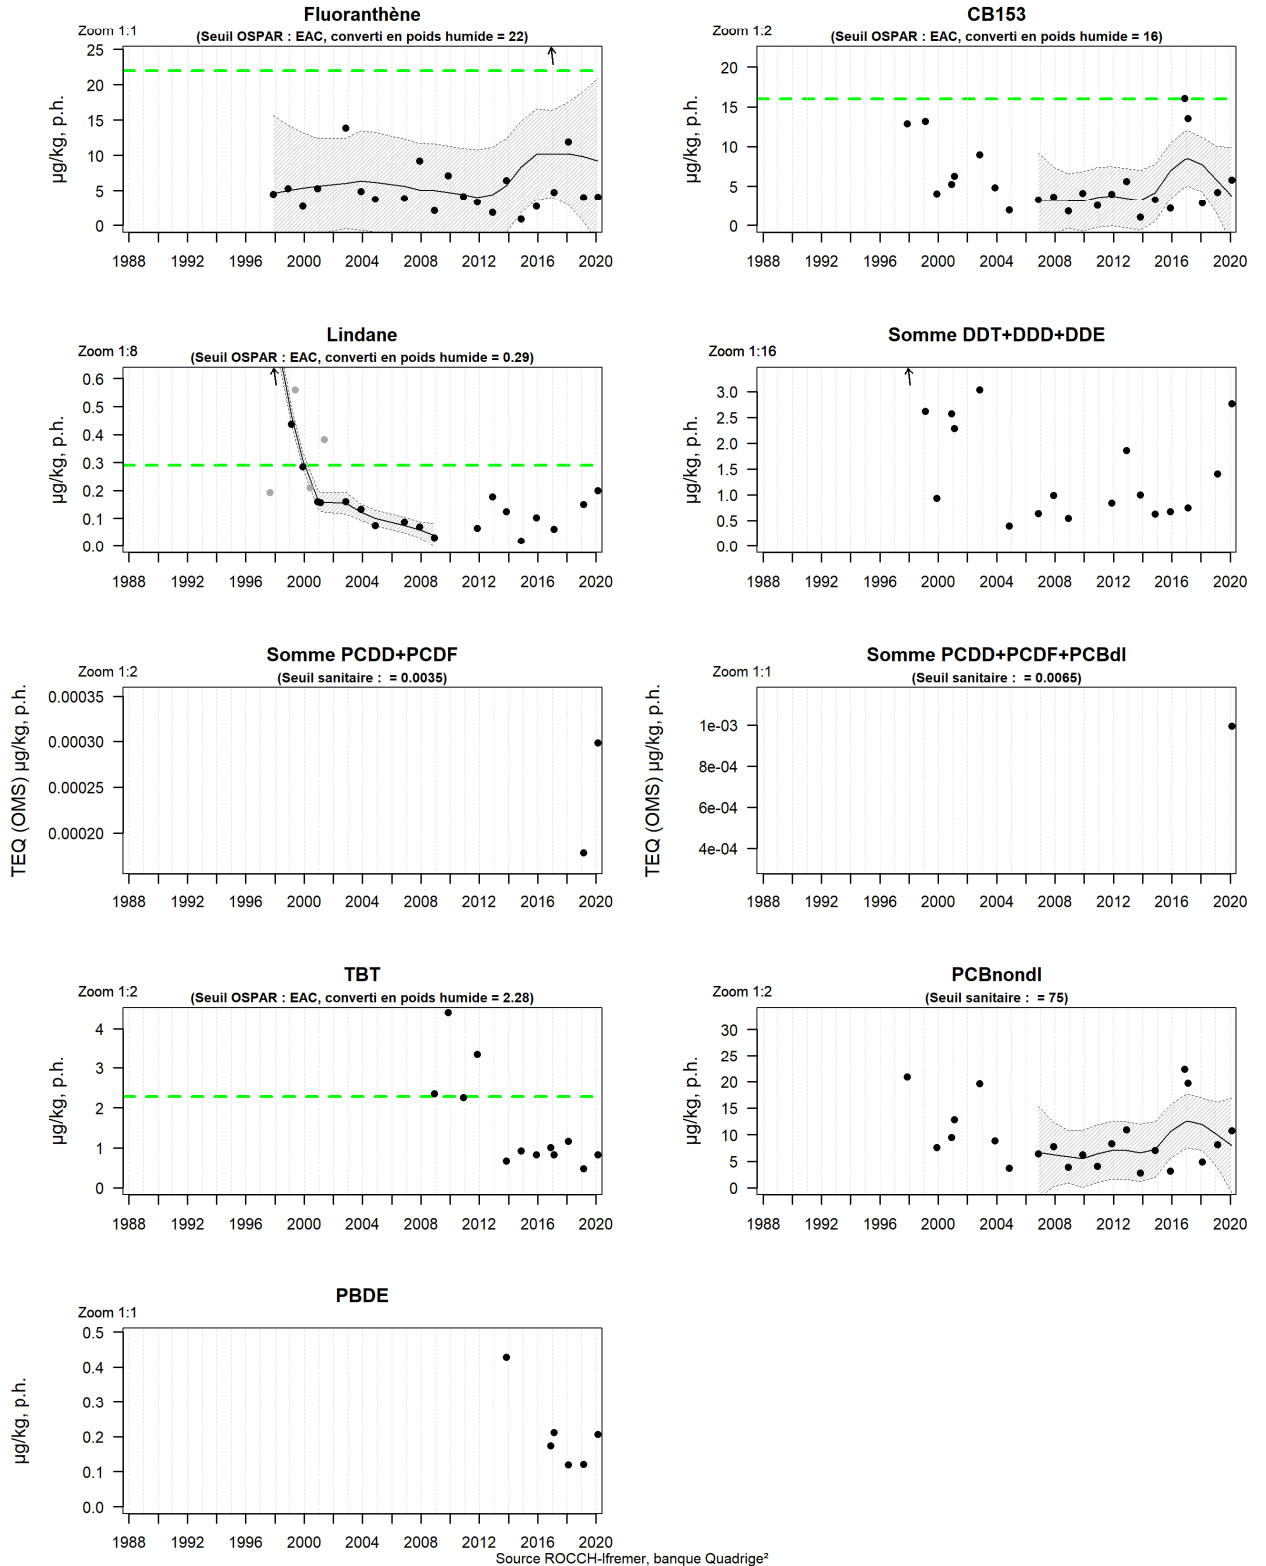 Fluoranthène
Zoom 1:1
(Seuil OSPAR : EAC, converti en poids humide = 22)
µg/kg, p.h.
25
20
15
10
5
0
1988 1992 1996 2000 2004 2008 2012 2016 2020
CB153
Zoom 1:2
(Seuil OSPAR : EAC, converti en poids humide = 16)
µg/kg, p.h.
20
15
10
5
0
1988 1992 1996 2000 2004 2008 2012 2016 2020
Lindane
Zoom 1:8
(Seuil OSPAR : EAC, converti en poids humide = 0.29)
µg/kg, p.h.
0.6
0.5
0.4
0.3
0.2
0.1
0.0
1988 1992 1996 2000 2004 2008 2012 2016 2020
Somme DDT+DDD+DDE
Zoom 1:16
µg/kg, p.h.
3.0
2.5
2.0
1.5
1.0
0.5
0.0
1988 1992 1996 2000 2004 2008 2012 2016 2020
Somme PCDD+PCDF
Zoom 1:2
(Seuil sanitaire : = 0.0035)
TEQ (OMS) µg/kg, p.h.
0.00035
0.00030
0.00025
0.00020
1988 1992 1996 2000 2004 2008 2012 2016 2020
Somme PCDD+PCDF+PCBdl
Zoom 1:1
(Seuil sanitaire : = 0.0065)
TEQ (OMS) µg/kg, p.h.
1e-03
8e-04
6e-04
4e-04
1988 1992 1996 2000 2004 2008 2012 2016 2020
TBT
Zoom 1:2
(Seuil OSPAR : EAC, converti en poids humide = 2.28)
µg/kg, p.h.
4
3
2
1
0
1988 1992 1996 2000 2004 2008 2012 2016 2020
PCBnondl
Zoom 1:2
(Seuil sanitaire : = 75)
µg/kg, p.h.
30
25
20
15
10
5
0
1988 1992 1996 2000 2004 2008 2012 2016 2020
PBDE
Zoom 1:1
µg/kg, p.h.
0.5
0.4
0.3
0.2
0.1
0.0
1988 1992 1996 2000 2004 2008 2012 2016 2020
Source ROCCH-Ifremer, banque Quadrige²